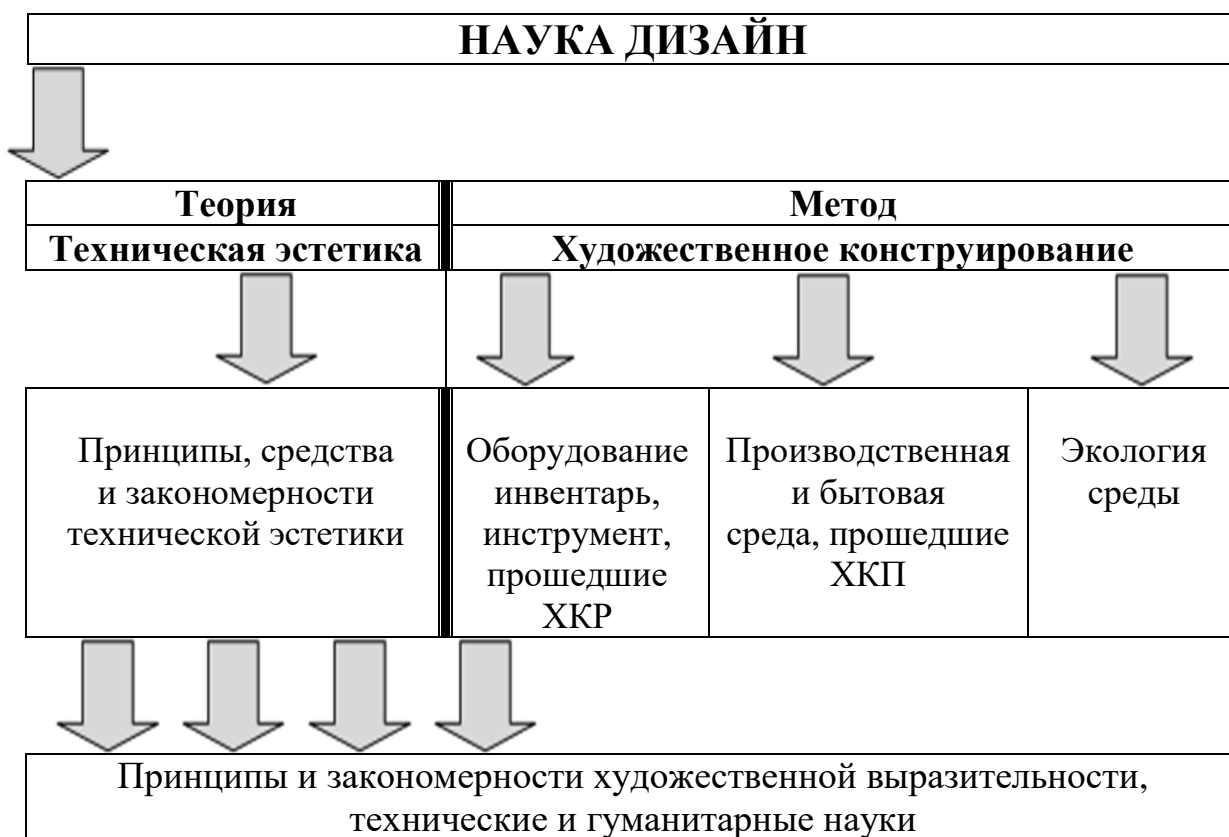 НАУКА ДИЗАЙН
Теория
Метод
Техническая эстетика
Художественное конструирование
Принципы, средства
и закономерности
технической эстетики
Оборудование
инвентарь,
инструмент,
прошедшие
ХКР
Производственная
и бытовая
среда, прошедшие
ХКП
Экология
среды
Принципы и закономерности художественной выразительности,
технические и гуманитарные науки